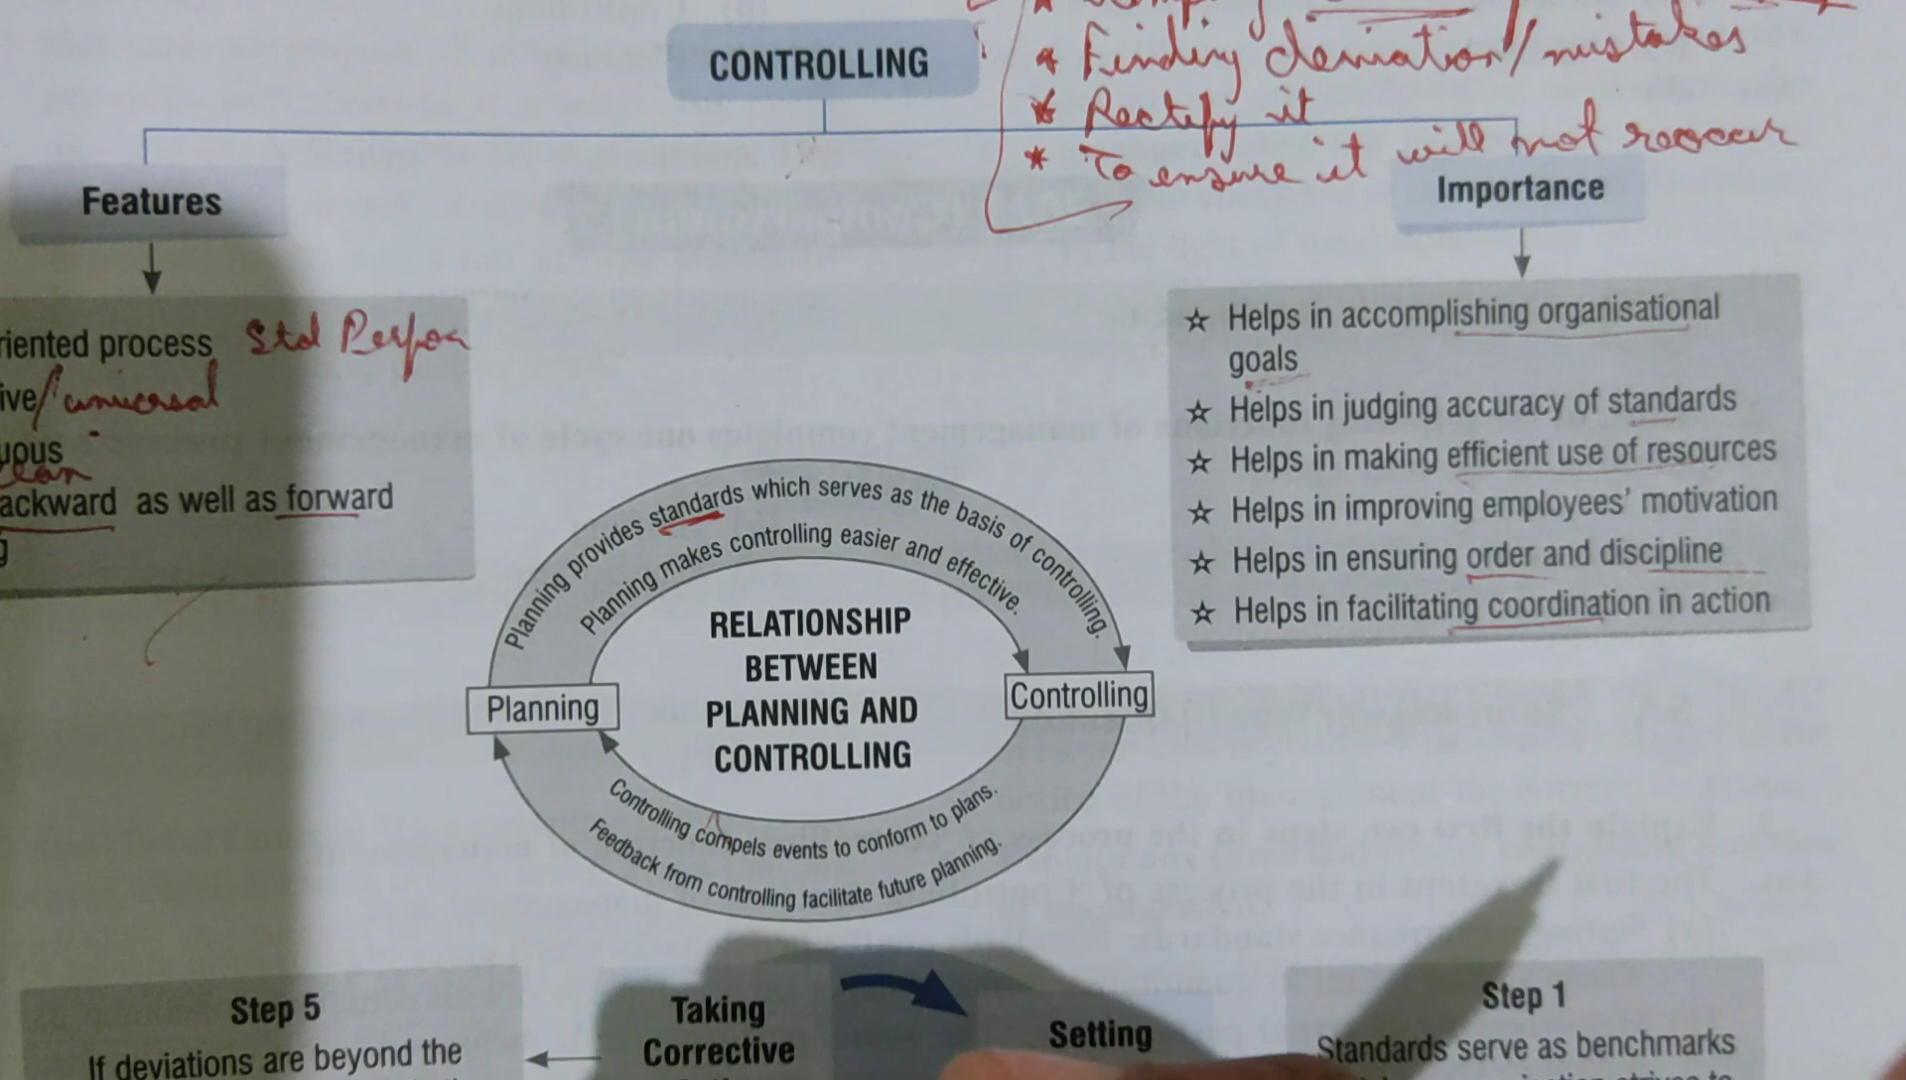 CONTROLLING
* Finding deviation/mistakes
* Rectify it
* To ensure it will not reoccur
Features
Importance
riented process Std Perfor
ive/universal
uous
ackward as well as forward
g
☆ Helps in accomplishing organisational
goals
☆ Helps in judging accuracy of standards
☆ Helps in making efficient use of resources
☆ Helps in improving employees' motivation
☆ Helps in ensuring order and discipline
☆ Helps in facilitating coordination in action
Planning provides standards which serves as the basis of controlling.
Planning makes controlling easier and effective.
RELATIONSHIP
BETWEEN
PLANNING AND
CONTROLLING
Planning
Controlling
Controlling compels events to conform to plans.
Feedback from controlling facilitate future planning.
Step 5
If deviations are beyond the
Taking
Corrective
Setting
Step 1
Standards serve as benchmarks